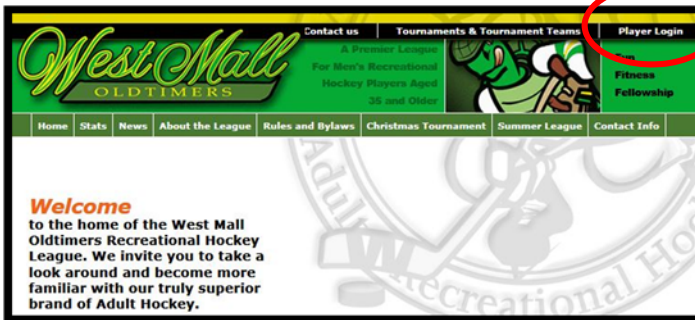 Contact us Tournaments & Tournament Teams Player Login
West Mall
OLDTIMERS
A Premier League
For Men's Recreational
Hockey Players Aged
35 and Older
Fun
Fitness
Fellowship
Home Stats News About the League Rules and Bylaws Christmas Tournament Summer League Contact Info
Welcome
to the home of the West Mall
Oldtimers Recreational Hockey
League. We invite you to take a
look around and become more
familiar with our truly superior
brand of Adult Hockey.
Adult
Recreational